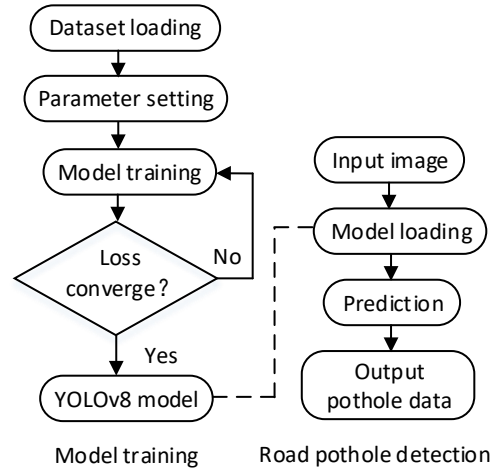 Dataset loading
Parameter setting
Model training
Loss
converge?
No
Yes
YOLOv8 model
Model training
Input image
Model loading
Prediction
Output
pothole data
Road pothole detection